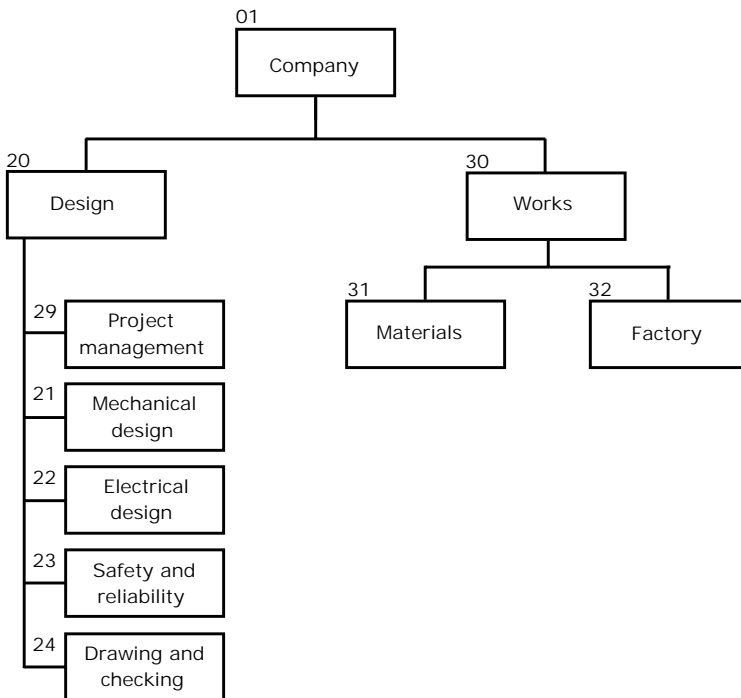 01
Company
20
Design
30
Works
29
Project
management
31
Materials
32
Factory
21
Mechanical
design
22
Electrical
design
23
Safety and
reliability
24
Drawing and
checking